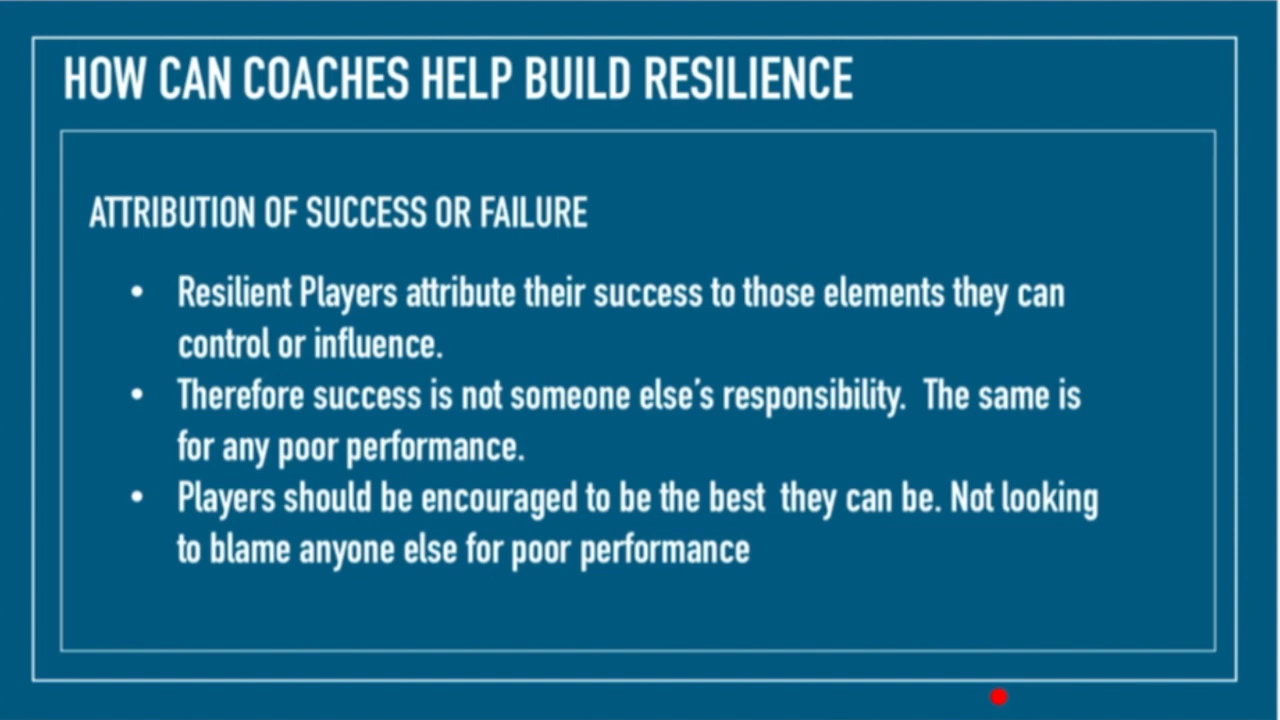 HOW CAN COACHES HELP BUILD RESILIENCE
ATTRIBUTION OF SUCCESS OR FAILURE
• Resilient Players attribute their success to those elements they can
control or influence.
• Therefore success is not someone else's responsibility.  The same is
for any poor performance.
• Players should be encouraged to be the best  they can be. Not looking
to blame anyone else for poor performance